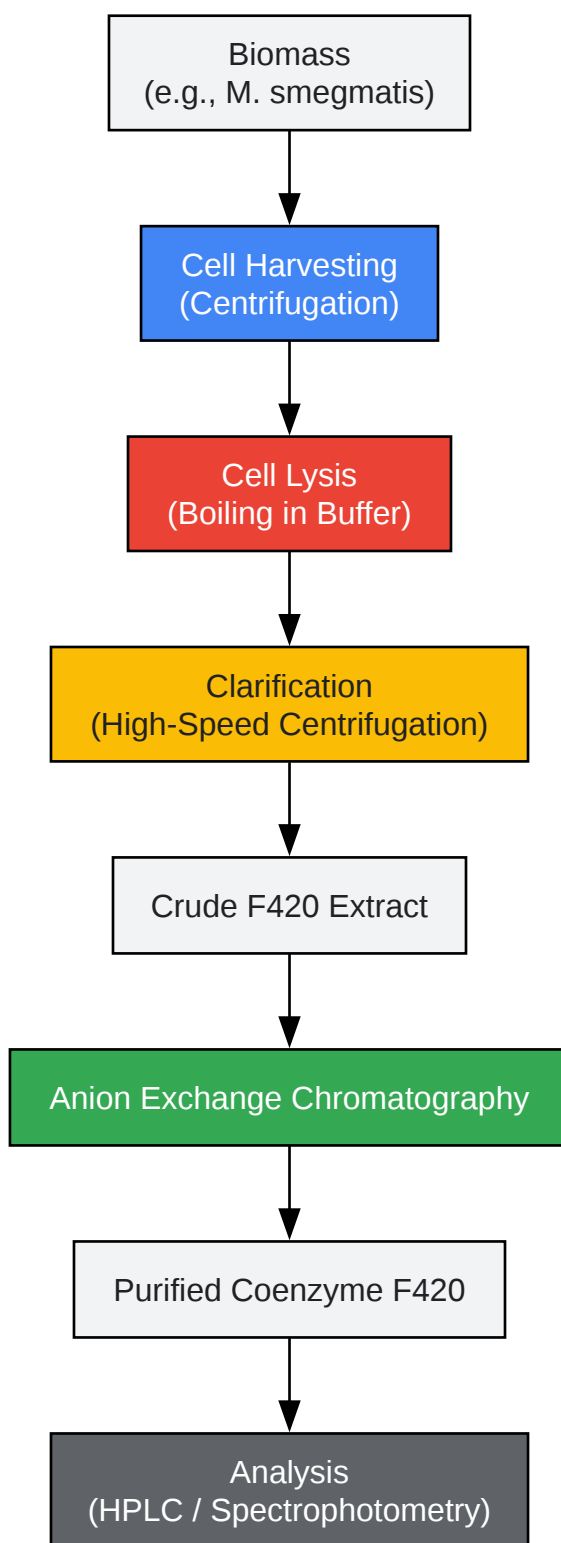 Biomass
(e.g., M. smegmatis)
Cell Harvesting
(Centrifugation)
Cell Lysis
(Boiling in Buffer)
Clarification
(High-Speed Centrifugation)
Crude F420 Extract
Anion Exchange Chromatography
Purified Coenzyme F420
Analysis
(HPLC / Spectrophotometry)